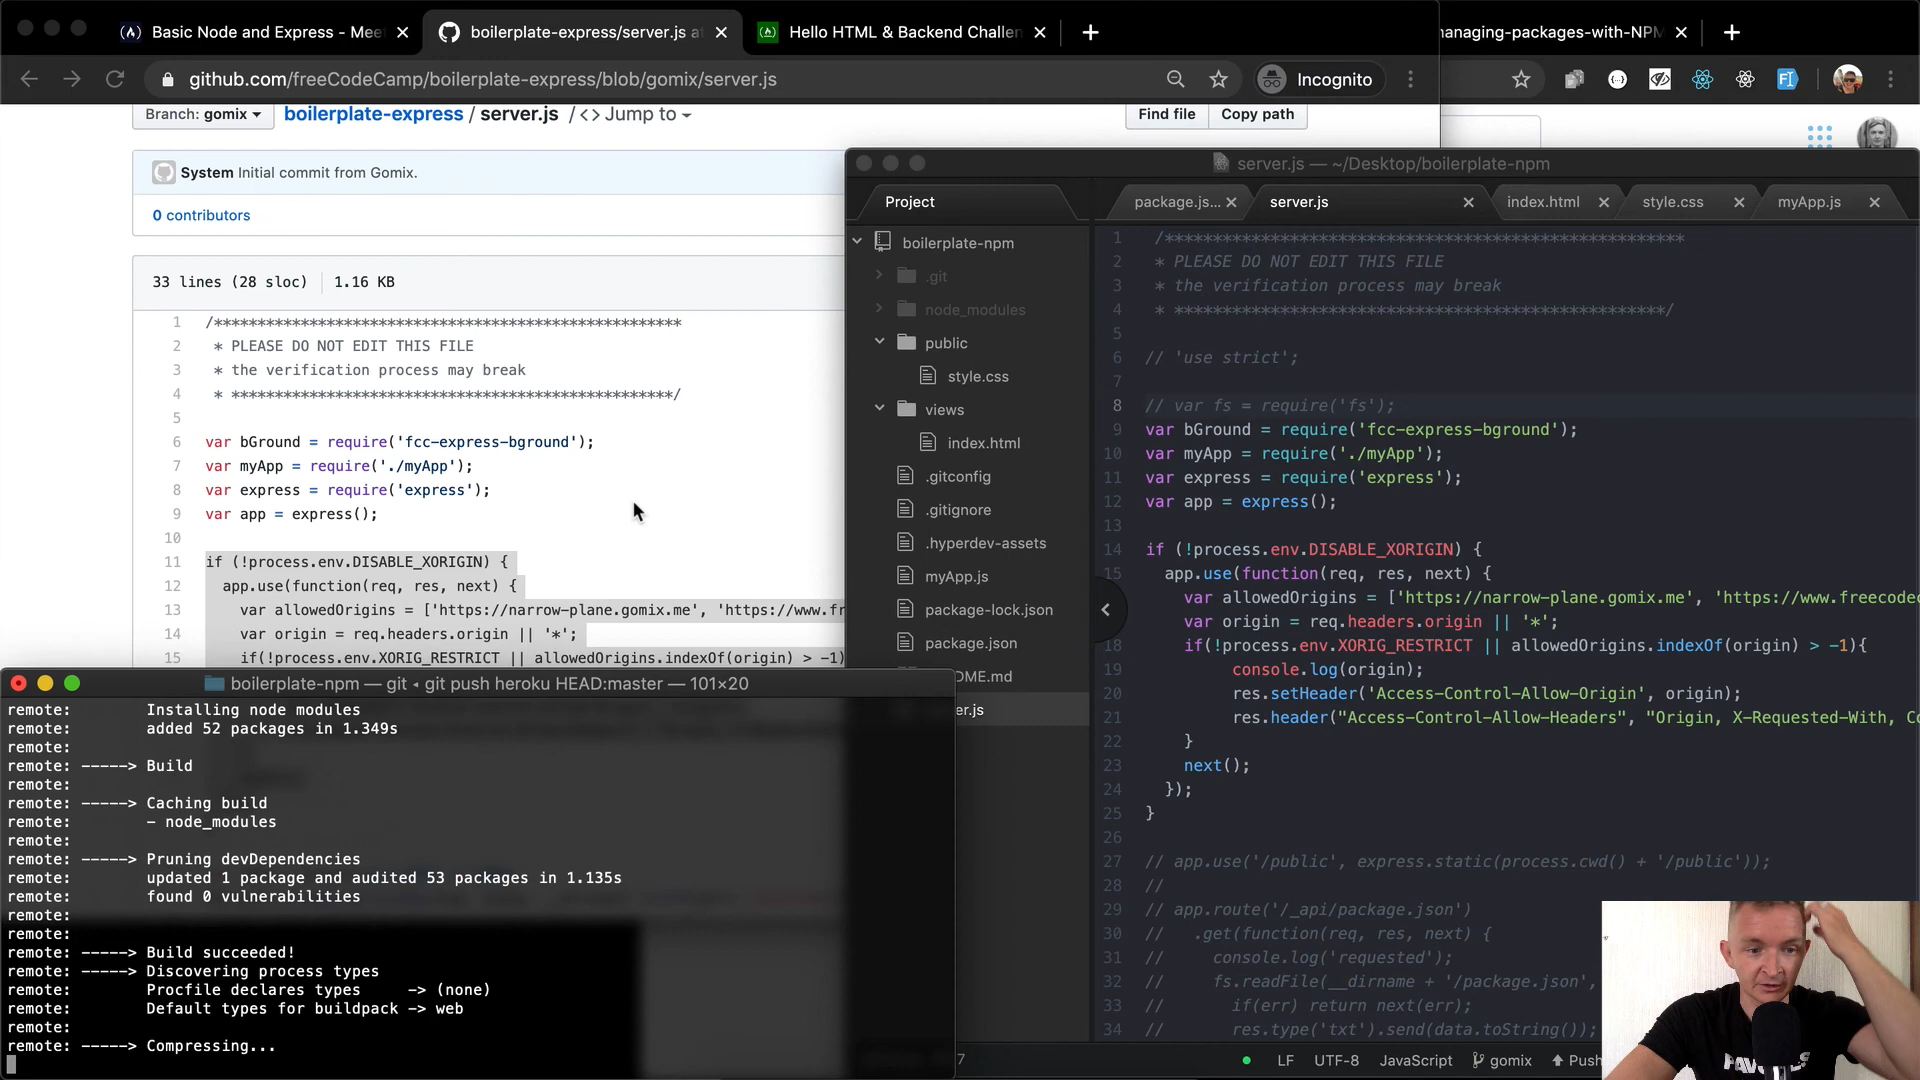 Basic Node and Express - Mee
boilerplate-express/server.js at
Hello HTML & Backend Challen
managing-packages-with-NPM
github.com/freeCodeCamp/boilerplate-express/blob/gomix/server.js
Incognito
Branch: gomix
boilerplate-express / server.js / <> Jump to
Find file
Copy path
System Initial commit from Gomix.
0 contributors
33 lines (28 sloc) 1.16 KB
1 /******************************************************
2 * PLEASE DO NOT EDIT THIS FILE
3 * the verification process may break
4 * ***************************************************/
5
6 var bGround = require('fcc-express-bground');
7 var myApp = require('./myApp');
8 var express = require('express');
9 var app = express();
10
11 if (!process.env.DISABLE_XORIGIN) {
12 app.use(function(req, res, next) {
13 var allowedOrigins = ['https://narrow-plane.gomix.me', 'https://www.fr
14 var origin = req.headers.origin || '*';
15 if(!process.env.XORIG_RESTRICT || allowedOrigins.indexOf(origin) > -1)
boilerplate-npm — git ◂ git push heroku HEAD:master — 101×20
remote: Installing node modules
remote: added 52 packages in 1.349s
remote:
remote: -----> Build
remote:
remote: -----> Caching build
remote: - node_modules
remote:
remote: -----> Pruning devDependencies
remote: updated 1 package and audited 53 packages in 1.135s
remote: found 0 vulnerabilities
remote:
remote:
remote: -----> Build succeeded!
remote: -----> Discovering process types
remote: Procfile declares types -> (none)
remote: Default types for buildpack -> web
remote:
remote: -----> Compressing...
server.js — ~/Desktop/boilerplate-npm
Project
boilerplate-npm
.git
node_modules
public
style.css
views
index.html
.gitconfig
.gitignore
.hyperdev-assets
myApp.js
package-lock.json
package.json
DME.md
er.js
package.js...
server.js
index.html
style.css
myApp.js
1 /******************************************************
2 * PLEASE DO NOT EDIT THIS FILE
3 * the verification process may break
4 * ***************************************************/
5
6 // 'use strict';
7
8 // var fs = require('fs');
9 var bGround = require('fcc-express-bground');
10 var myApp = require('./myApp');
11 var express = require('express');
12 var app = express();
13
14 if (!process.env.DISABLE_XORIGIN) {
15 app.use(function(req, res, next) {
var allowedOrigins = ['https://narrow-plane.gomix.me', 'https://www.freecodec
var origin = req.headers.origin || '*';
18 if(!process.env.XORIG_RESTRICT || allowedOrigins.indexOf(origin) > -1){
19 console.log(origin);
20 res.setHeader('Access-Control-Allow-Origin', origin);
21 res.header("Access-Control-Allow-Headers", "Origin, X-Requested-With, Co
22 }
23 next();
24 });
25 }
26
27 // app.use('/public', express.static(process.cwd() + '/public'));
28 //
29 // app.route('/_api/package.json')
30 // .get(function(req, res, next) {
31 // console.log('requested');
32 // fs.readFile(__dirname + '/package.json',
33 // if(err) return next(err);
34 // res.type('txt').send(data.toString());
LF UTF-8 JavaScript gomix Push